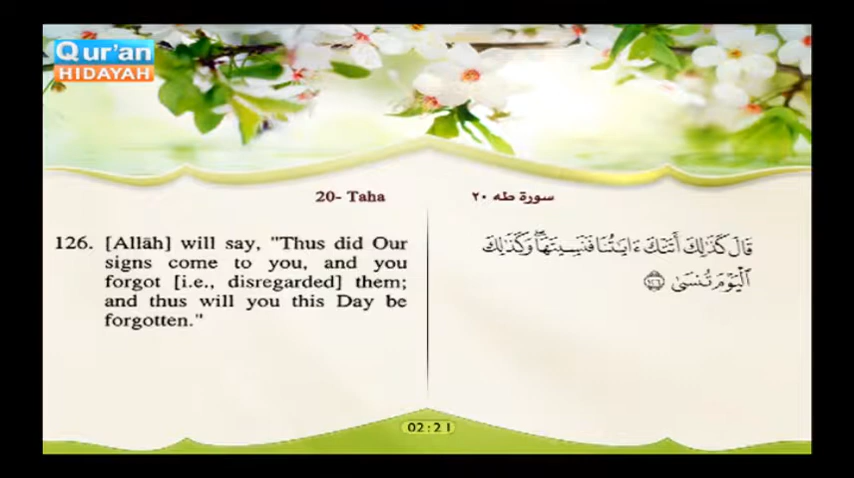 Qur'an
HIDAYAH
20- Taha
سورة طه ٢٠
126. [Allāh] will say, "Thus did Our
signs come to you, and you
forgot [i.e., disregarded] them;
and thus will you this Day be
forgotten."
قَالَ كَذَٰلِكَ أَتَتْكَ ءَايَٰتُنَا فَنَسِيتَهَا ۖ وَكَذَٰلِكَ
ٱلْيَوْمَ تُنسَىٰ ١٢٦
02:21